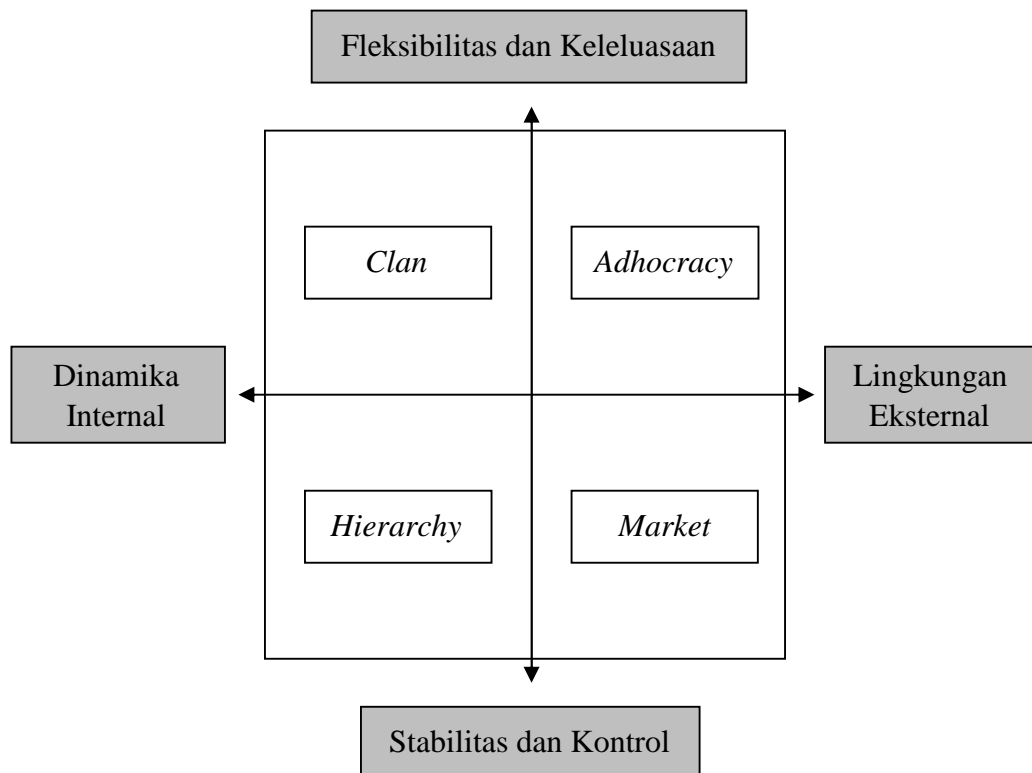 Fleksibilitas dan Keleluasaan
Clan
Adhocracy
Dinamika
Internal
Lingkungan
Eksternal
Hierarchy
Market
Stabilitas dan Kontrol